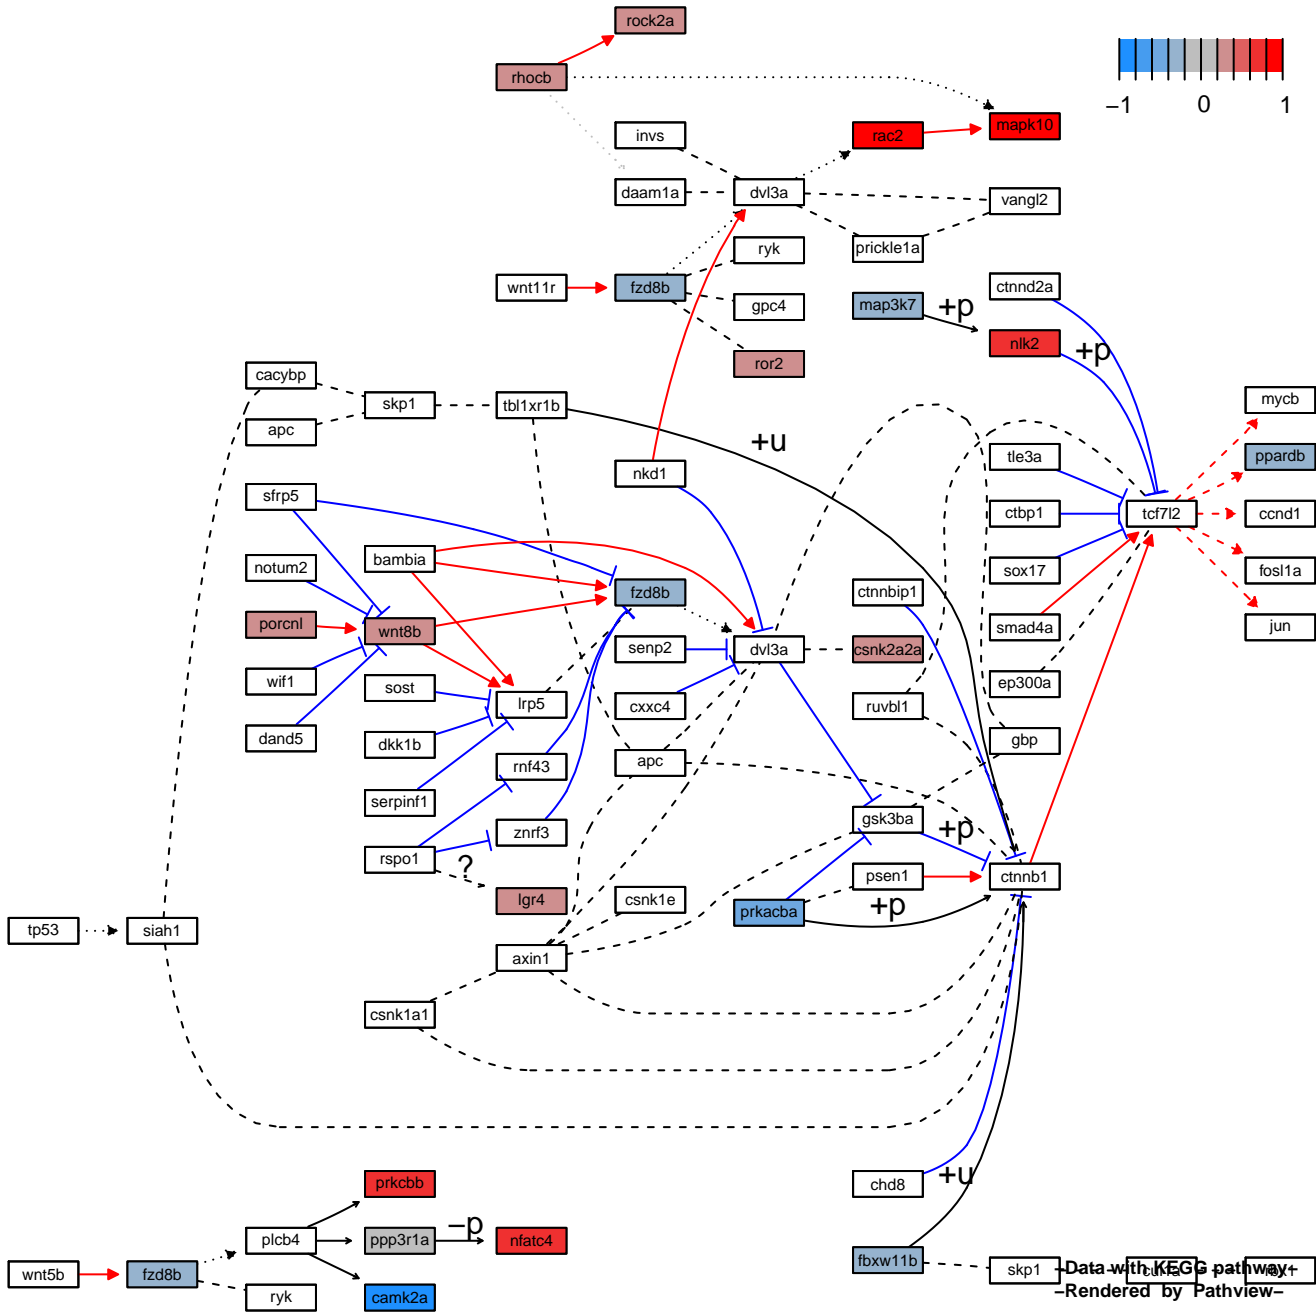 rock2a
rhocb
−1 0 1
mapk10
invs
rac2
daam1a
dvl3a
vangl2
ryk
prickle1a
wnt11r
fzd8b
ctnnd2a
gpc4
map3k7
+p
nlk2
+p
ror2
cacybp
skp1
tbl1xr1b
mycb
apc
+u
tle3a
ppardb
nkd1
sfrp5
ctbp1
tcf7l2
ccnd1
bambia
notum2
sox17
fosl1a
fzd8b
ctnnbip1
porcnl
wnt8b
smad4a
jun
senp2
dvl3a
csnk2a2a
wif1
sost
ep300a
lrp5
cxxc4
ruvbl1
dand5
dkk1b
gbp
rnf43
apc
serpinf1
gsk3ba
+p
znrf3
rspo1
?
psen1
ctnnb1
lgr4
csnk1e
prkacba
+p
tp53
siah1
axin1
csnk1a1
prkcbb
chd8
+u
plcb4
ppp3r1a
−p
nfatc4
fbxw11b
wnt5b
fzd8b
skp1
−Data with KEGG pathway−
ryk
camk2a
−Rendered by Pathview−